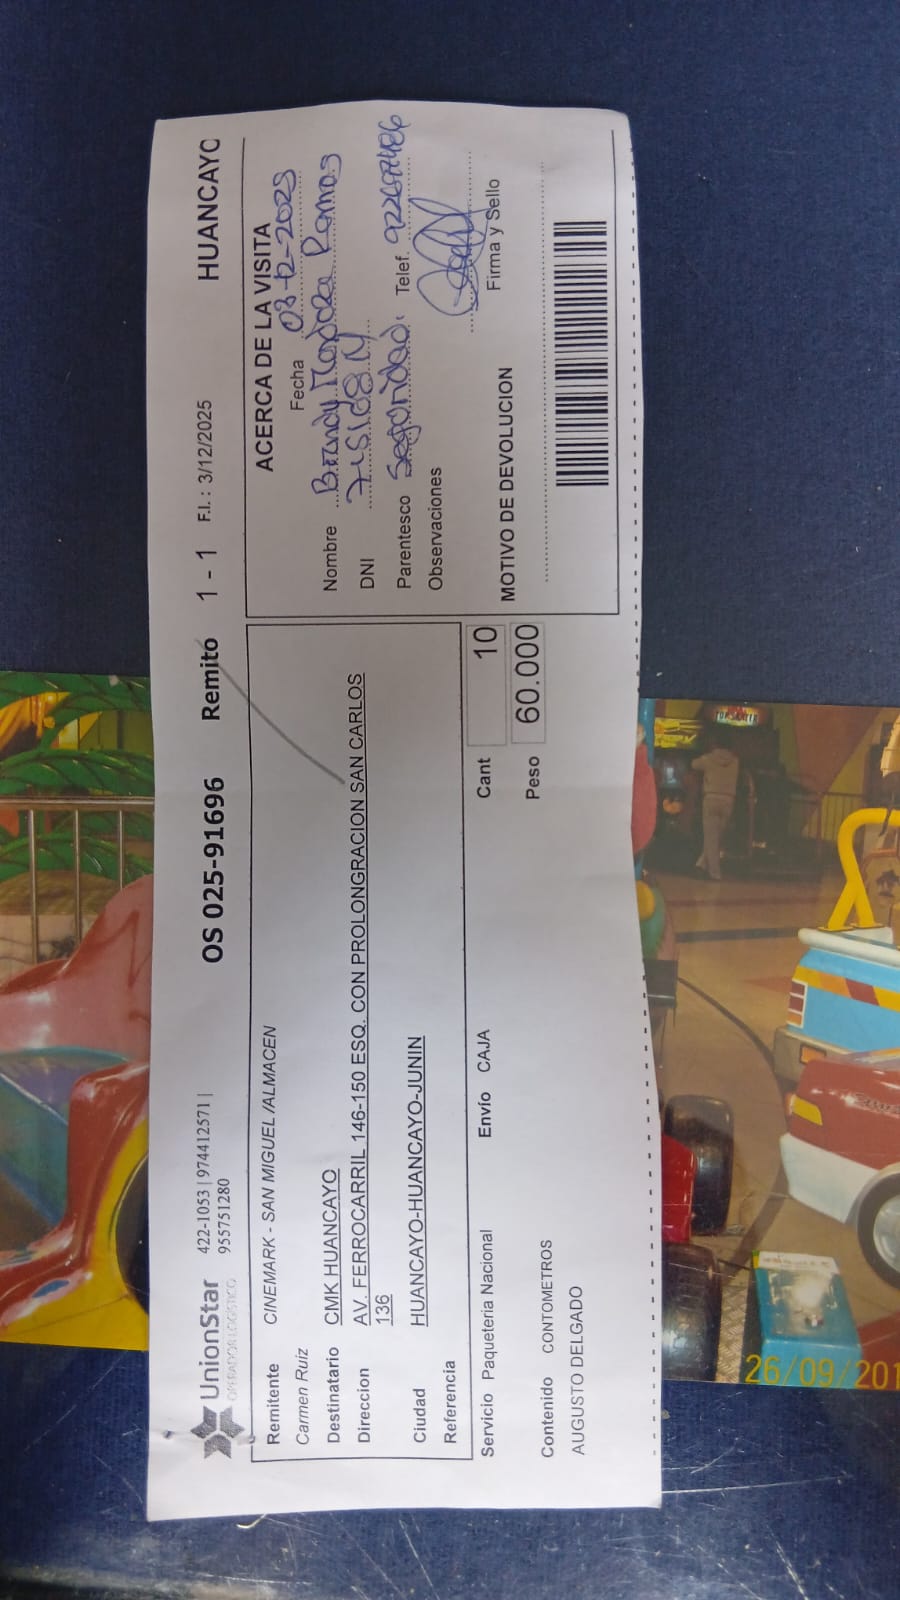 UnionStar
OPERADOR LOGISTICO
422-1053 | 974412571 |
955751280
OS 025-91696 Remito 1 - 1 F.I.: 3/12/2025 HUANCAYO
Remitente CINEMARK - SAN MIGUEL /ALMACEN
Carmen Ruiz
Destinatario CMK HUANCAYO
Direccion AV. FERROCARRIL 146-150 ESQ. CON PROLONGRACION SAN CARLOS
136
Ciudad HUANCAYO-HUANCAYO-JUNIN
Referencia
Servicio Paqueteria Nacional Envío CAJA Cant 10
Peso 60.000
Contenido CONTOMETROS
AUGUSTO DELGADO
ACERCA DE LA VISITA
Fecha 03-12-2025
Nombre Ramos
DNI
Parentesco Seguridad. Telef.
Observaciones
Firma y Sello
MOTIVO DE DEVOLUCION
26/09/201